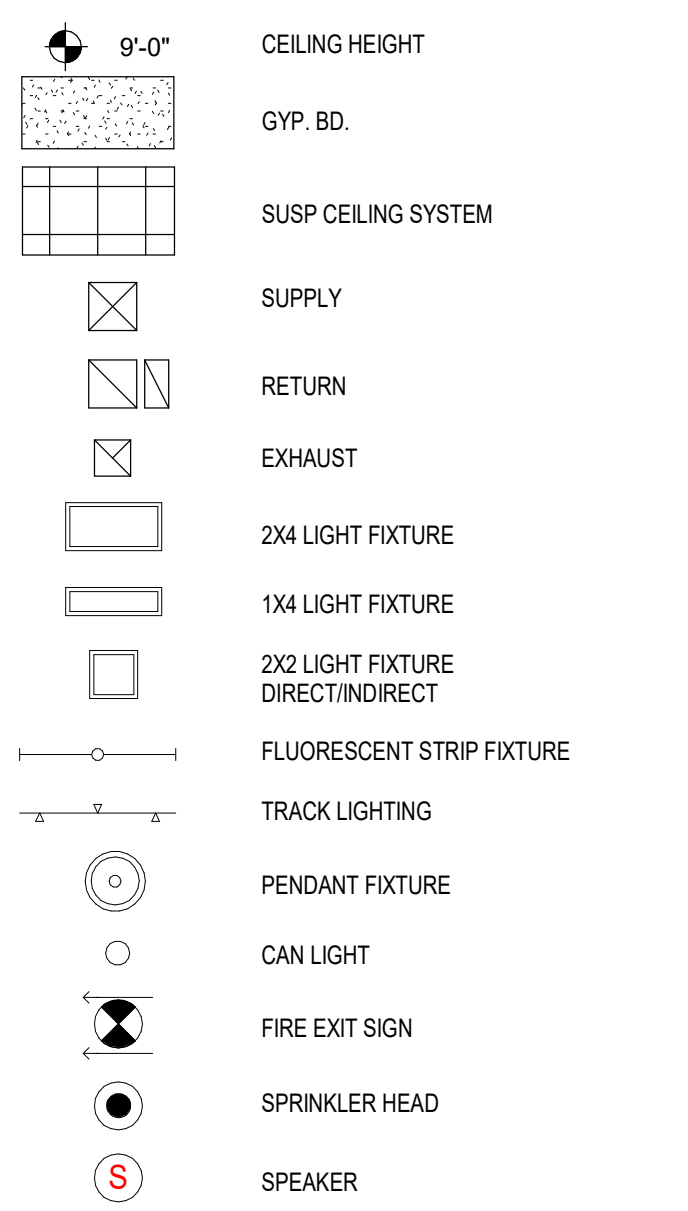 9'-0" CEILING HEIGHT
GYP. BD.
SUSP CEILING SYSTEM
SUPPLY
RETURN
EXHAUST
2X4 LIGHT FIXTURE
1X4 LIGHT FIXTURE
2X2 LIGHT FIXTURE
DIRECT/INDIRECT
FLUORESCENT STRIP FIXTURE
TRACK LIGHTING
PENDANT FIXTURE
CAN LIGHT
FIRE EXIT SIGN
SPRINKLER HEAD
S SPEAKER